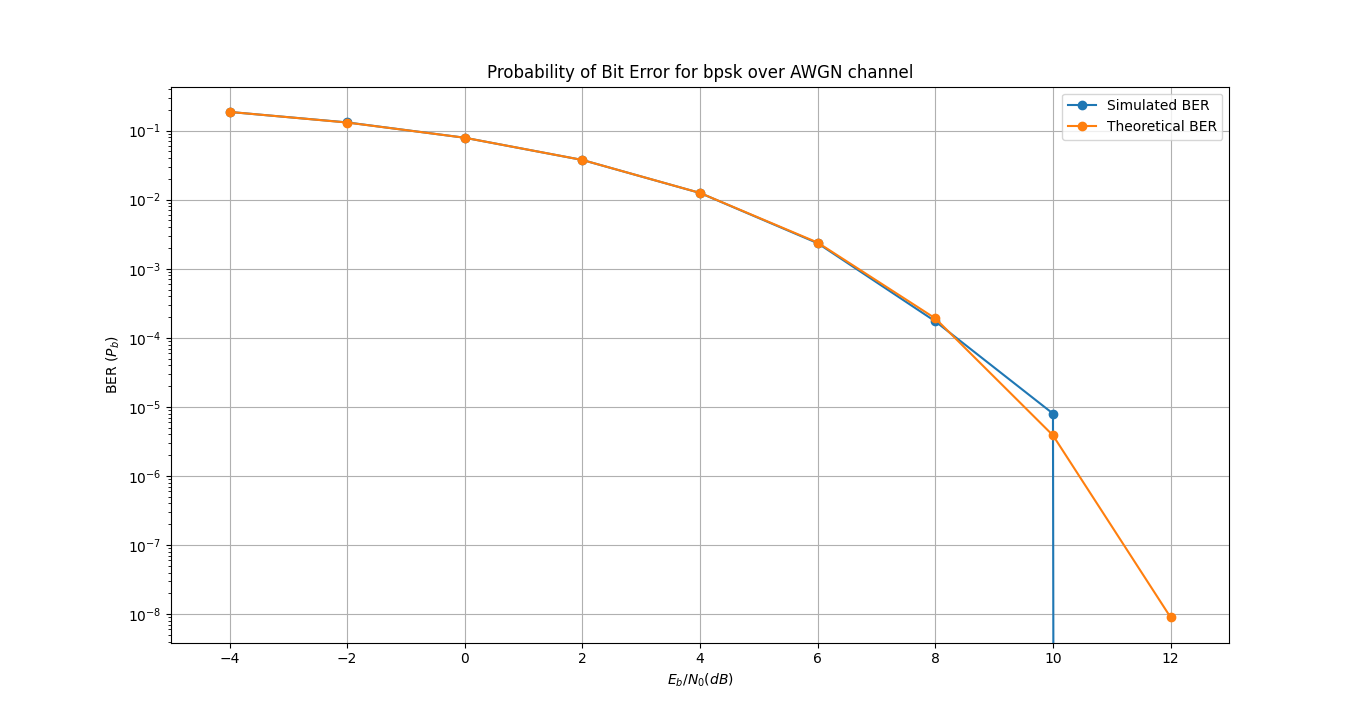 Probability of Bit Error for bpsk over AWGN channel
Simulated BER
Theoretical BER
BER ($P_b$)
10⁻¹
10⁻²
10⁻³
10⁻⁴
10⁻⁵
10⁻⁶
10⁻⁷
10⁻⁸
−4 −2 0 2 4 6 8 10 12
$E_b/N_0(dB)$